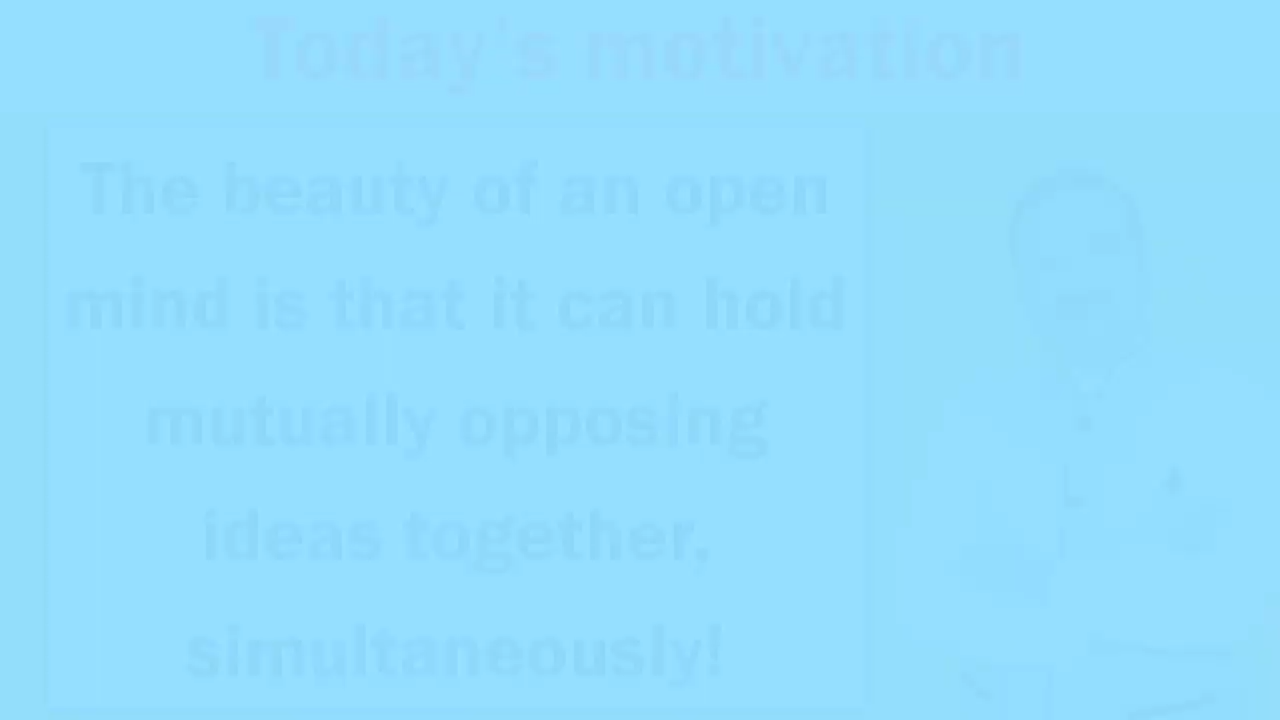 Today's motivation
The beauty of an open
mind is that it can hold
mutually opposing
ideas together,
simultaneously!